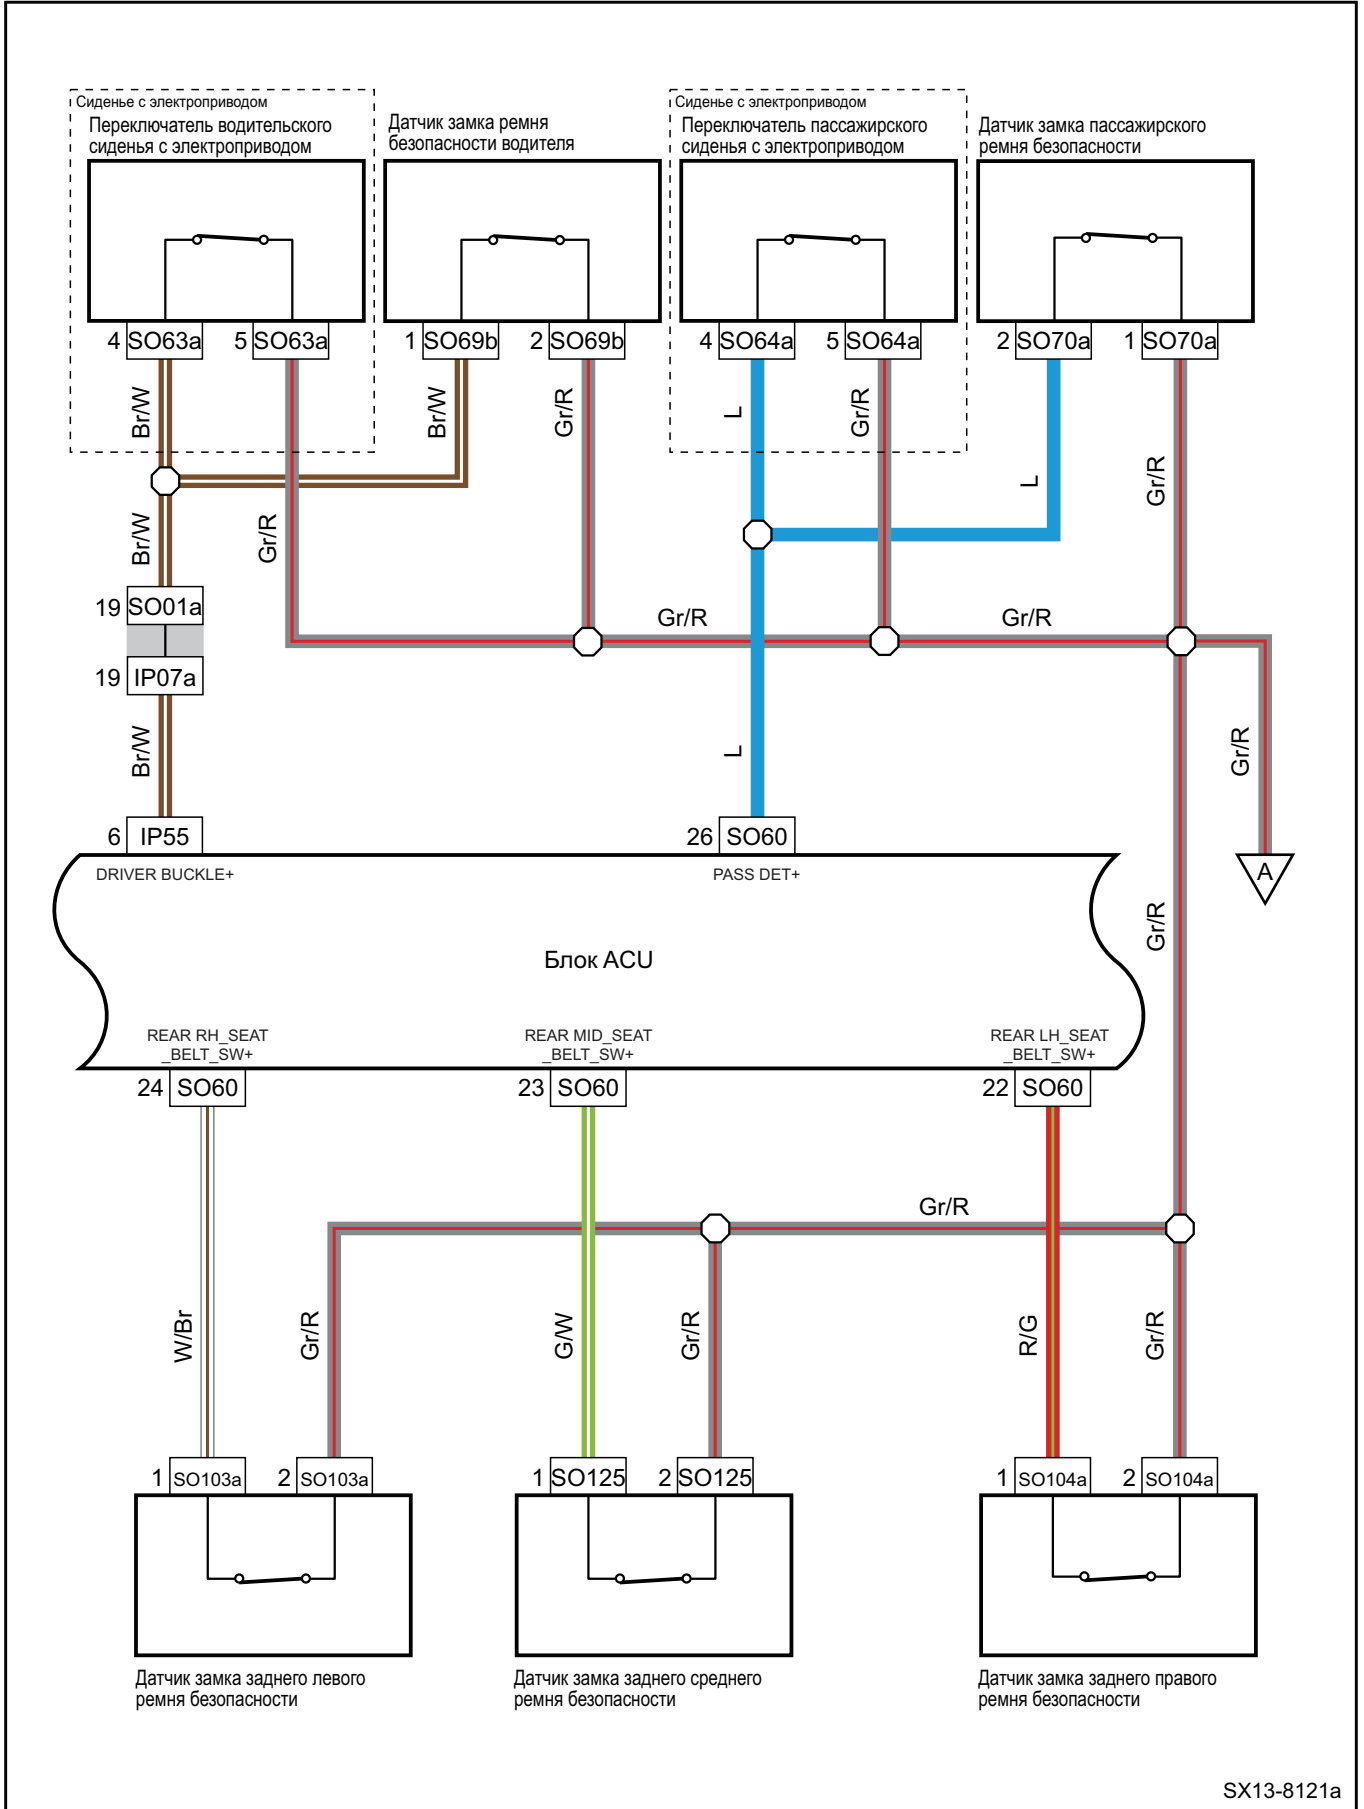 Сиденье с электроприводом
Переключатель водительского
сиденья с электроприводом
Датчик замка ремня
безопасности водителя
Сиденье с электроприводом
Переключатель пассажирского
сиденья с электроприводом
Датчик замка пассажирского
ремня безопасности
4 SO63a 5 SO63a 1 SO69b 2 SO69b 4 SO64a 5 SO64a 2 SO70a 1 SO70a
Br/W Br/W Gr/R L Gr/R
L Gr/R
Br/W Gr/R
19 SO01a
Gr/R Gr/R
19 IP07a
Br/W L Gr/R
6 IP55 26 SO60
DRIVER BUCKLE+ PASS DET+
A
Gr/R
Блок ACU
REAR RH_SEAT
_BELT_SW+
REAR MID_SEAT
_BELT_SW+
REAR LH_SEAT
_BELT_SW+
24 SO60 23 SO60 22 SO60
Gr/R
W/Br Gr/R G/W Gr/R R/G Gr/R
1 SO103a 2 SO103a 1 SO125 2 SO125 1 SO104a 2 SO104a
Датчик замка заднего левого
ремня безопасности
Датчик замка заднего среднего
ремня безопасности
Датчик замка заднего правого
ремня безопасности
SX13-8121a